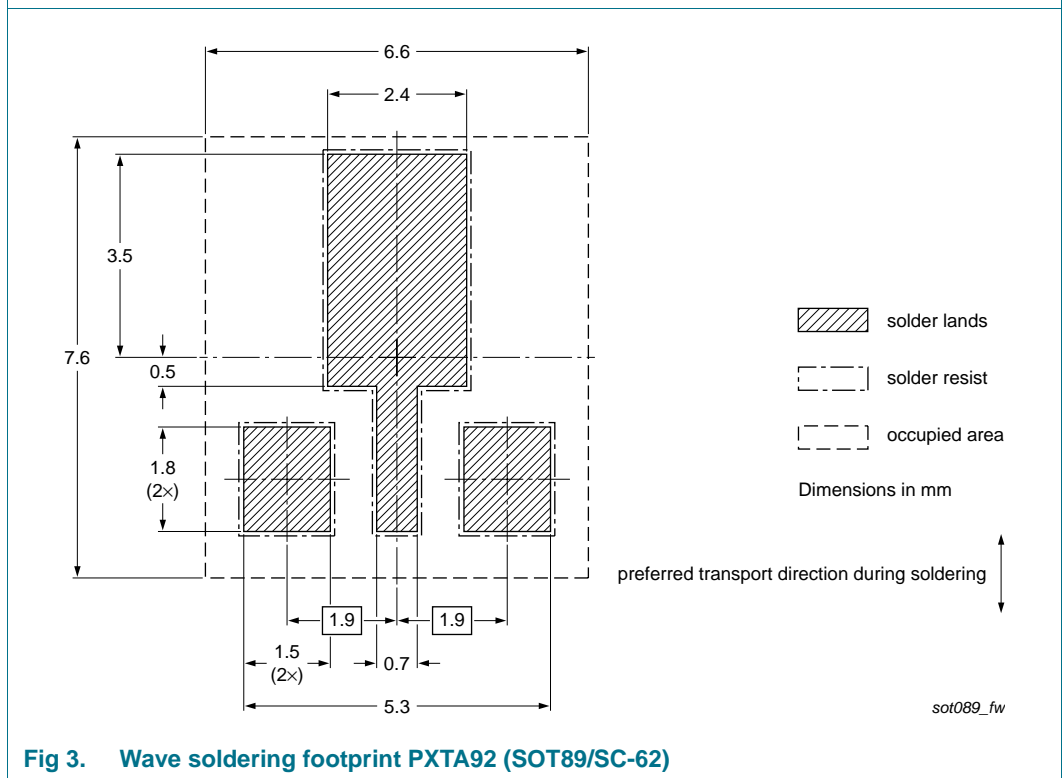 6.6
2.4
3.5
7.6
0.5
solder lands
solder resist
occupied area
1.8
(2×)
Dimensions in mm
preferred transport direction during soldering
1.9
1.9
1.5
(2×)
0.7
5.3
sot089_fw
Fig 3. Wave soldering footprint PXTA92 (SOT89/SC-62)